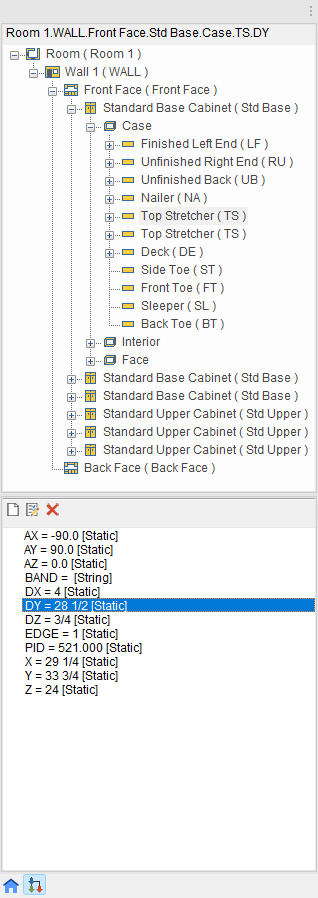 Room 1.WALL.Front Face.Std Base.Case.TS.DY
Room ( Room 1 )
Wall 1 ( WALL )
Front Face ( Front Face )
Standard Base Cabinet ( Std Base )
Case
Finished Left End ( LF )
Unfinished Right End ( RU )
Unfinished Back ( UB )
Nailer ( NA )
Top Stretcher ( TS )
Top Stretcher ( TS )
Deck ( DE )
Side Toe ( ST )
Front Toe ( FT )
Sleeper ( SL )
Back Toe ( BT )
Interior
Face
Standard Base Cabinet ( Std Base )
Standard Base Cabinet ( Std Base )
Standard Upper Cabinet ( Std Upper )
Standard Upper Cabinet ( Std Upper )
Standard Upper Cabinet ( Std Upper )
Back Face ( Back Face )
AX = -90.0 [Static]
AY = 90.0 [Static]
AZ = 0.0 [Static]
BAND =  [String]
DX = 4 [Static]
DY = 28 1/2 [Static]
DZ = 3/4 [Static]
EDGE = 1 [Static]
PID = 521.000 [Static]
X = 29 1/4 [Static]
Y = 33 3/4 [Static]
Z = 24 [Static]